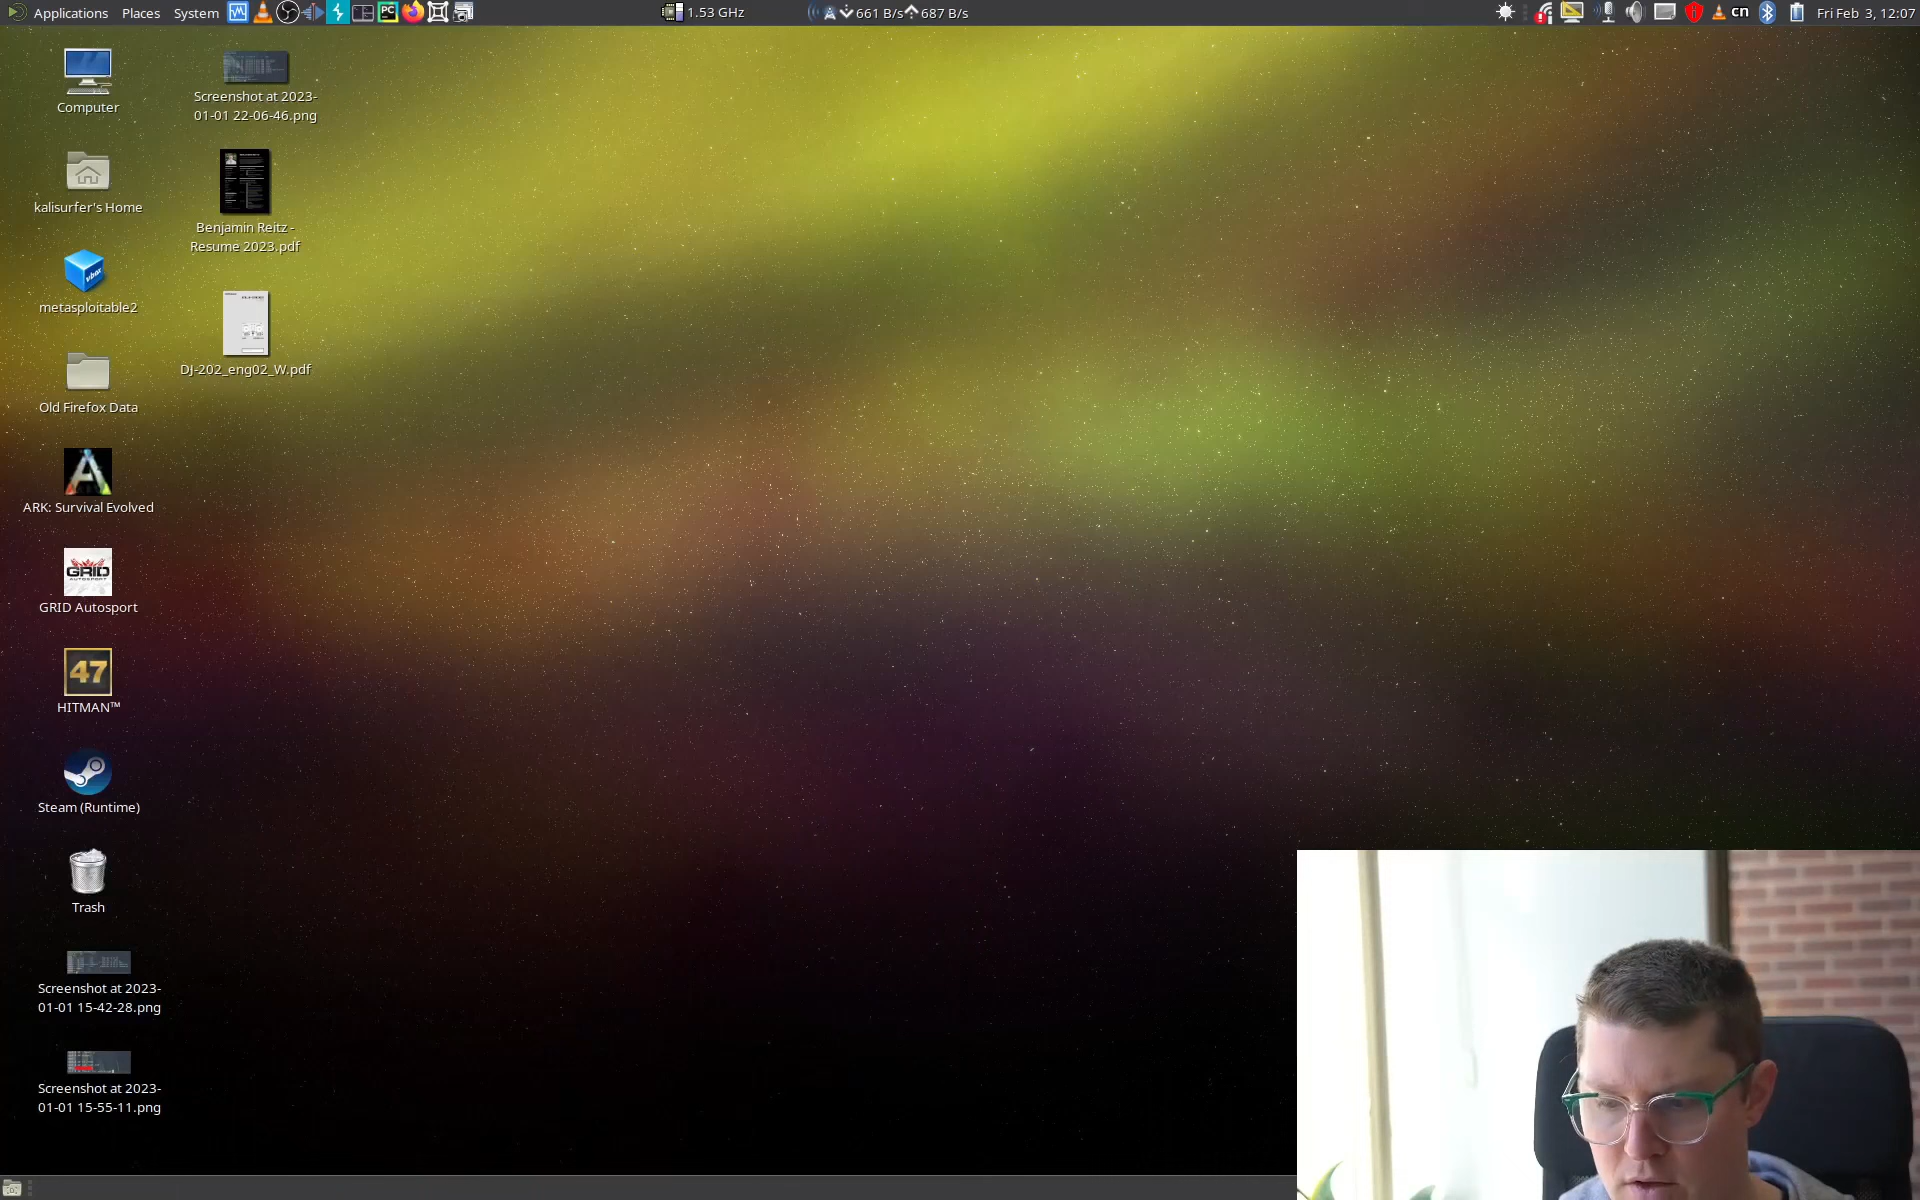 Applications Places System
PC
1.53 GHz
661 B/s 687 B/s
cn
Fri Feb 3, 12:07
Computer
kalisurfer's Home
vbox
metasploitable2
Old Firefox Data
ARK: Survival Evolved
GRID
AUTOSPORT
GRID Autosport
47
HITMAN™
Steam (Runtime)
Trash
Screenshot at 2023-
01-01 15-42-28.png
Screenshot at 2023-
01-01 15-55-11.png
Screenshot at 2023-
01-01 22-06-46.png
Benjamin Reitz -
Resume 2023.pdf
DJ-202_eng02_W.pdf